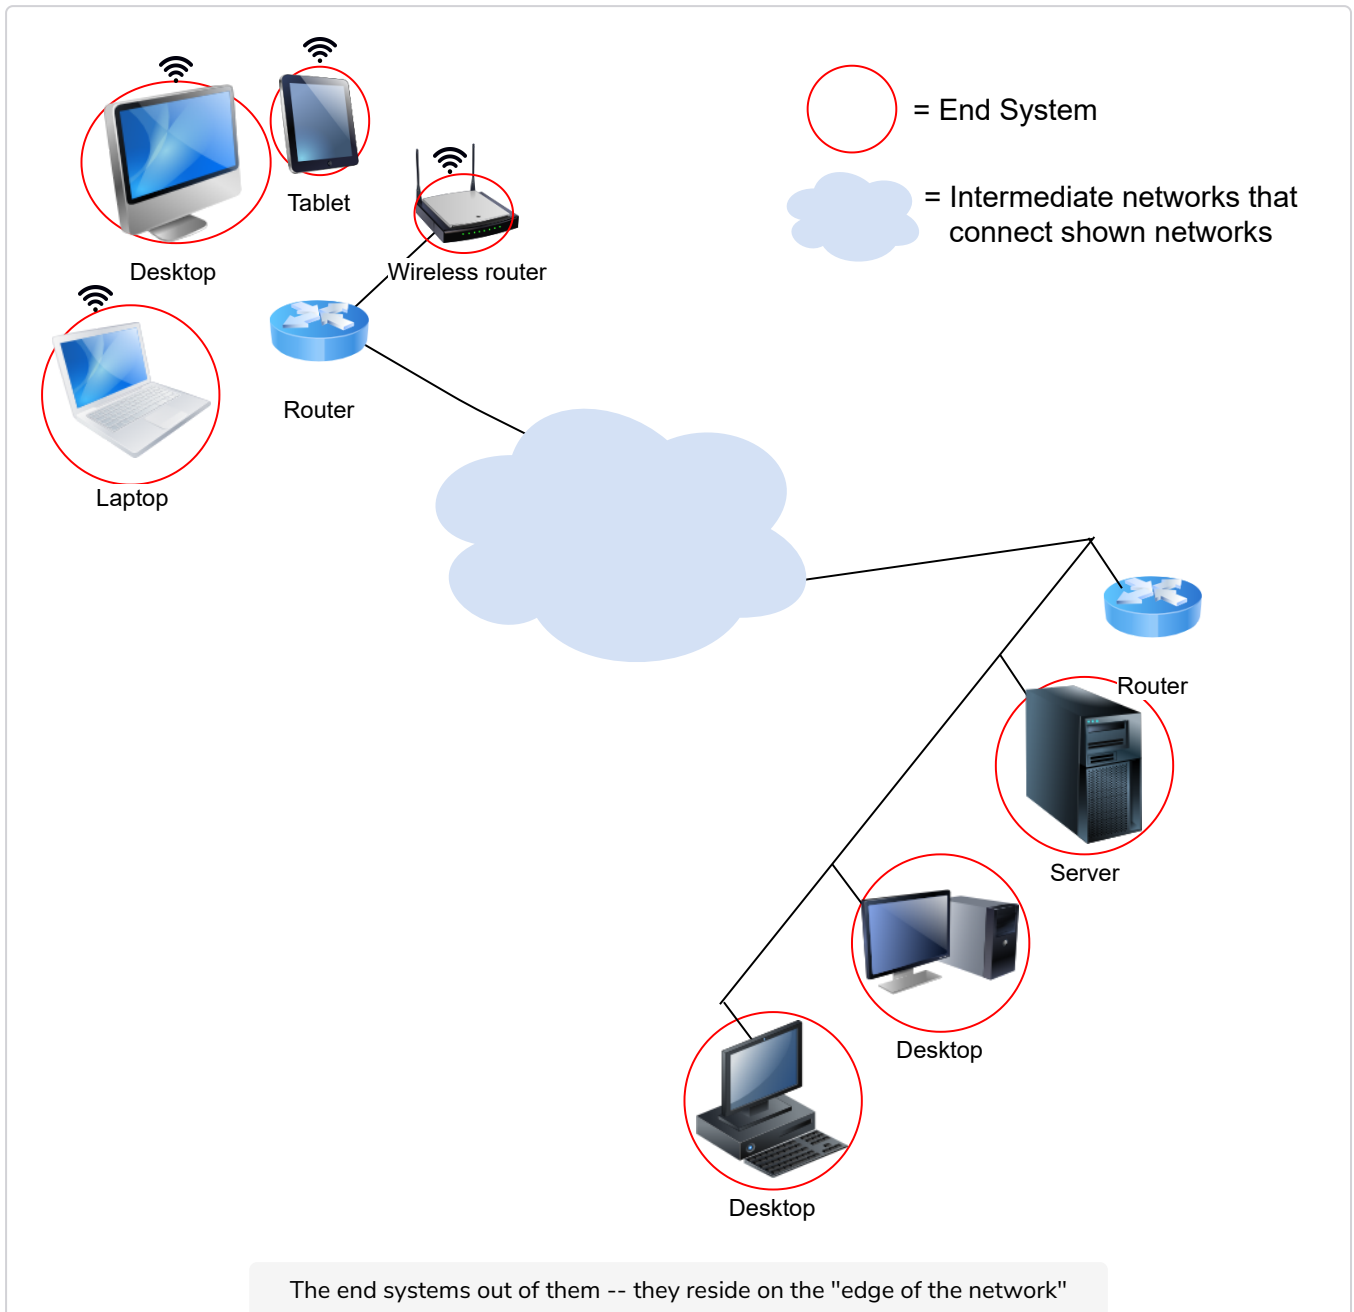 = End System
Tablet
= Intermediate networks that
connect shown networks
Desktop
Wireless router
Router
Laptop
Router
Server
Desktop
Desktop
The end systems out of them -- they reside on the "edge of the network"